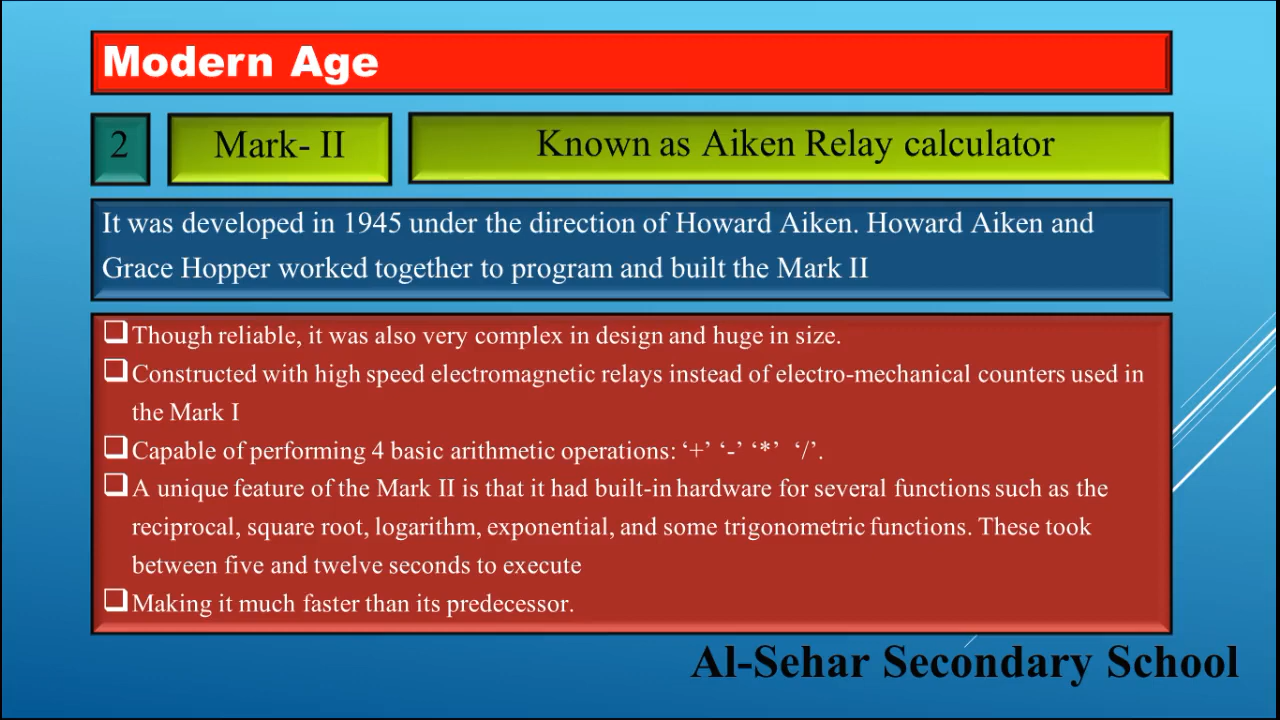 Modern Age
2
Mark- II
Known as Aiken Relay calculator
It was developed in 1945 under the direction of Howard Aiken. Howard Aiken and
Grace Hopper worked together to program and built the Mark II
❑Though reliable, it was also very complex in design and huge in size.
❑Constructed with high speed electromagnetic relays instead of electro-mechanical counters used in
the Mark I
❑Capable of performing 4 basic arithmetic operations: ‘+’ ‘-’ ‘*’ ‘/’.
❑A unique feature of the Mark II is that it had built-in hardware for several functions such as the
reciprocal, square root, logarithm, exponential, and some trigonometric functions. These took
between five and twelve seconds to execute
❑Making it much faster than its predecessor.
Al-Sehar Secondary School